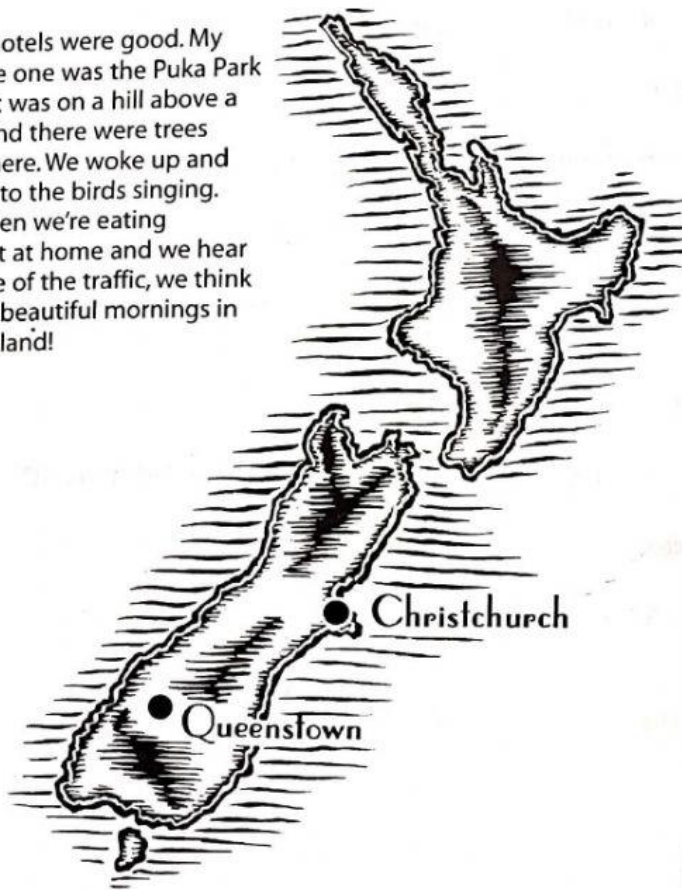 otels were good. My
e one was the Puka Park
t was on a hill above a
nd there were trees
nere. We woke up and
to the birds singing.
en we're eating
t at home and we hear
e of the traffic, we think
beautiful mornings in
land!
Christchurch
Queenstown